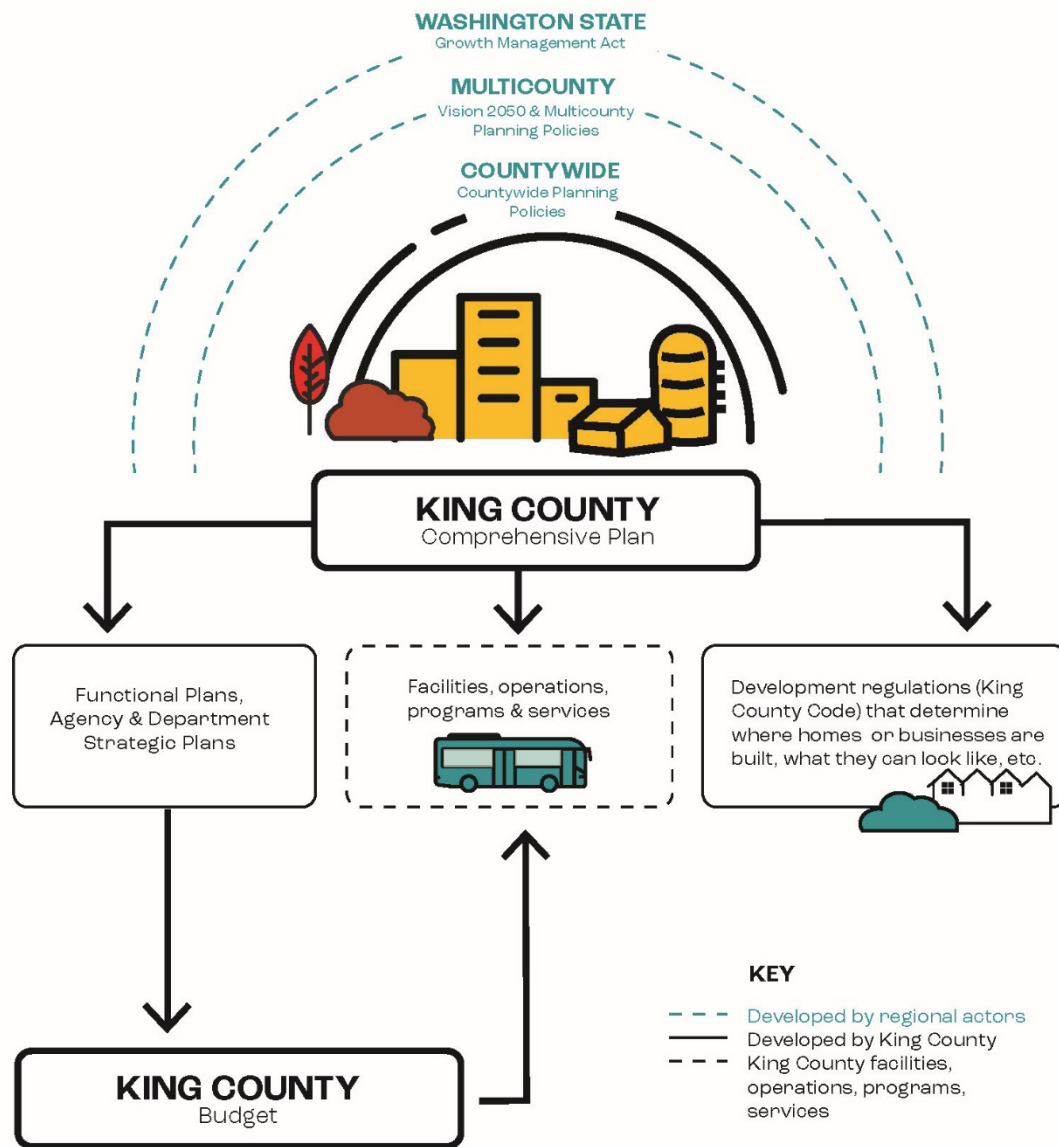 WASHINGTON STATE
Growth Management Act
MULTICOUNTY
Vision 2050 & Multicounty
Planning Policies
COUNTYWIDE
Countywide Planning
Policies
KING COUNTY
Comprehensive Plan
Functional Plans,
Agency & Department
Strategic Plans
Facilities, operations,
programs & services
Development regulations (King
County Code) that determine
where homes or businesses are
built, what they can look like, etc.
KING COUNTY
Budget
KEY
Developed by regional actors
Developed by King County
King County facilities,
operations, programs,
services